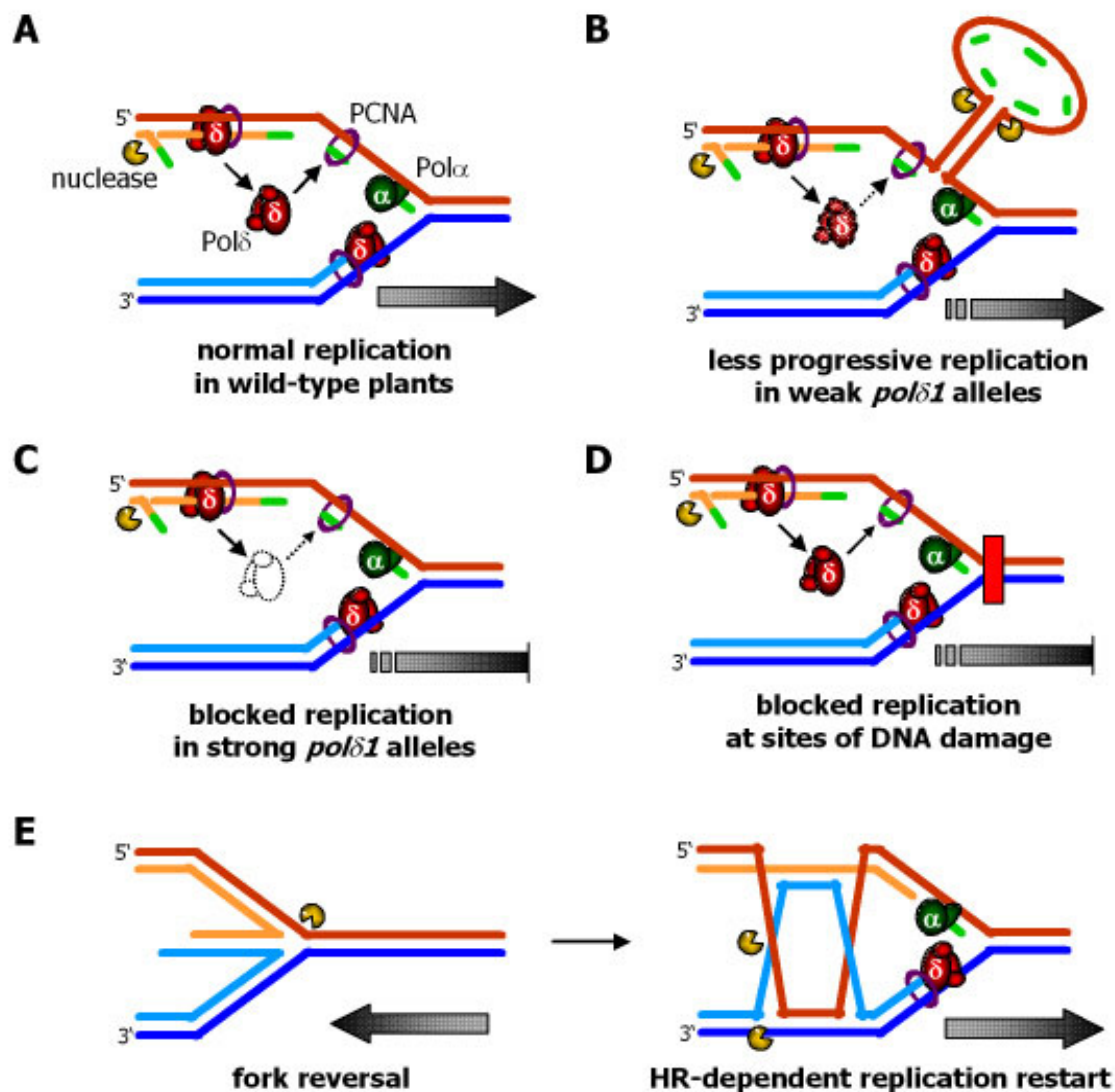 A
5'
PCNA
δ
nuclease
Polα
α
δ
Polδ
δ
3'
normal replication
in wild-type plants
B
5'
δ
δ
α
δ
3'
less progressive replication
in weak polδ1 alleles
C
5'
δ
α
δ
3'
blocked replication
in strong polδ1 alleles
D
5'
δ
δ
α
δ
3'
blocked replication
at sites of DNA damage
E
5'
3'
fork reversal
5'
α
δ
3'
HR-dependent replication restart